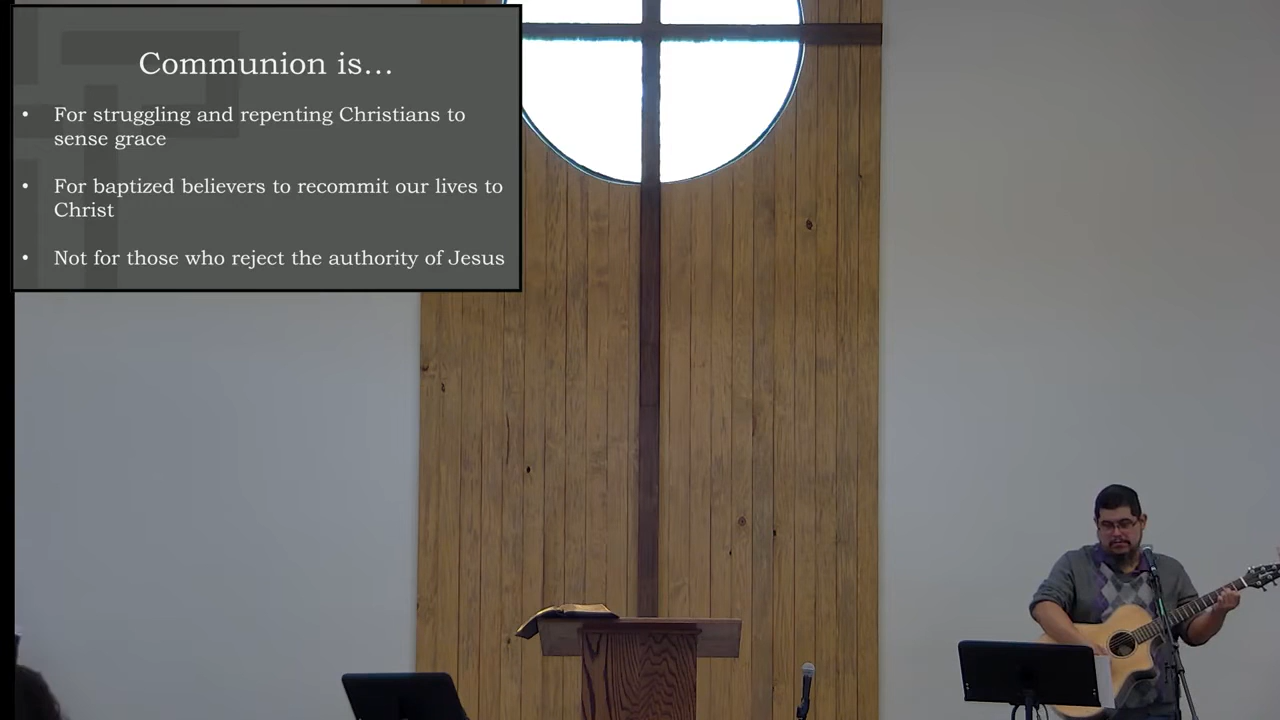 Communion is...
• For struggling and repenting Christians to
sense grace
• For baptized believers to recommit our lives to
Christ
• Not for those who reject the authority of Jesus